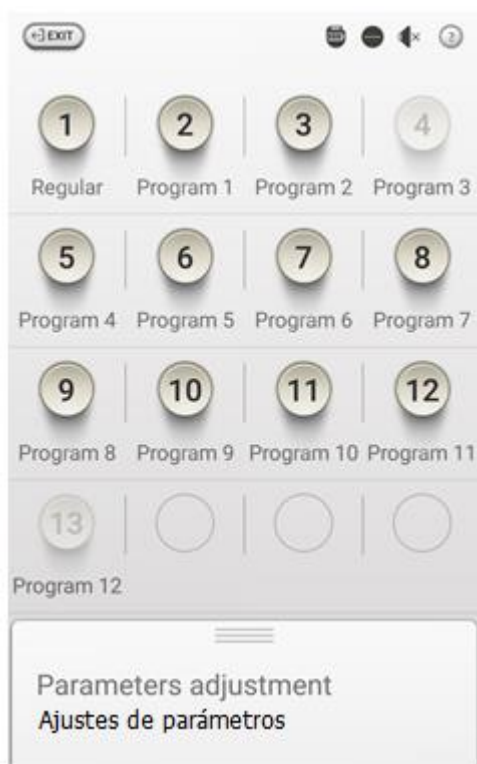 EXIT
1 2 3 4
Regular Program 1 Program 2 Program 3
5 6 7 8
Program 4 Program 5 Program 6 Program 7
9 10 11 12
Program 8 Program 9 Program 10 Program 11
13
Program 12
Parameters adjustment
Ajustes de parámetros